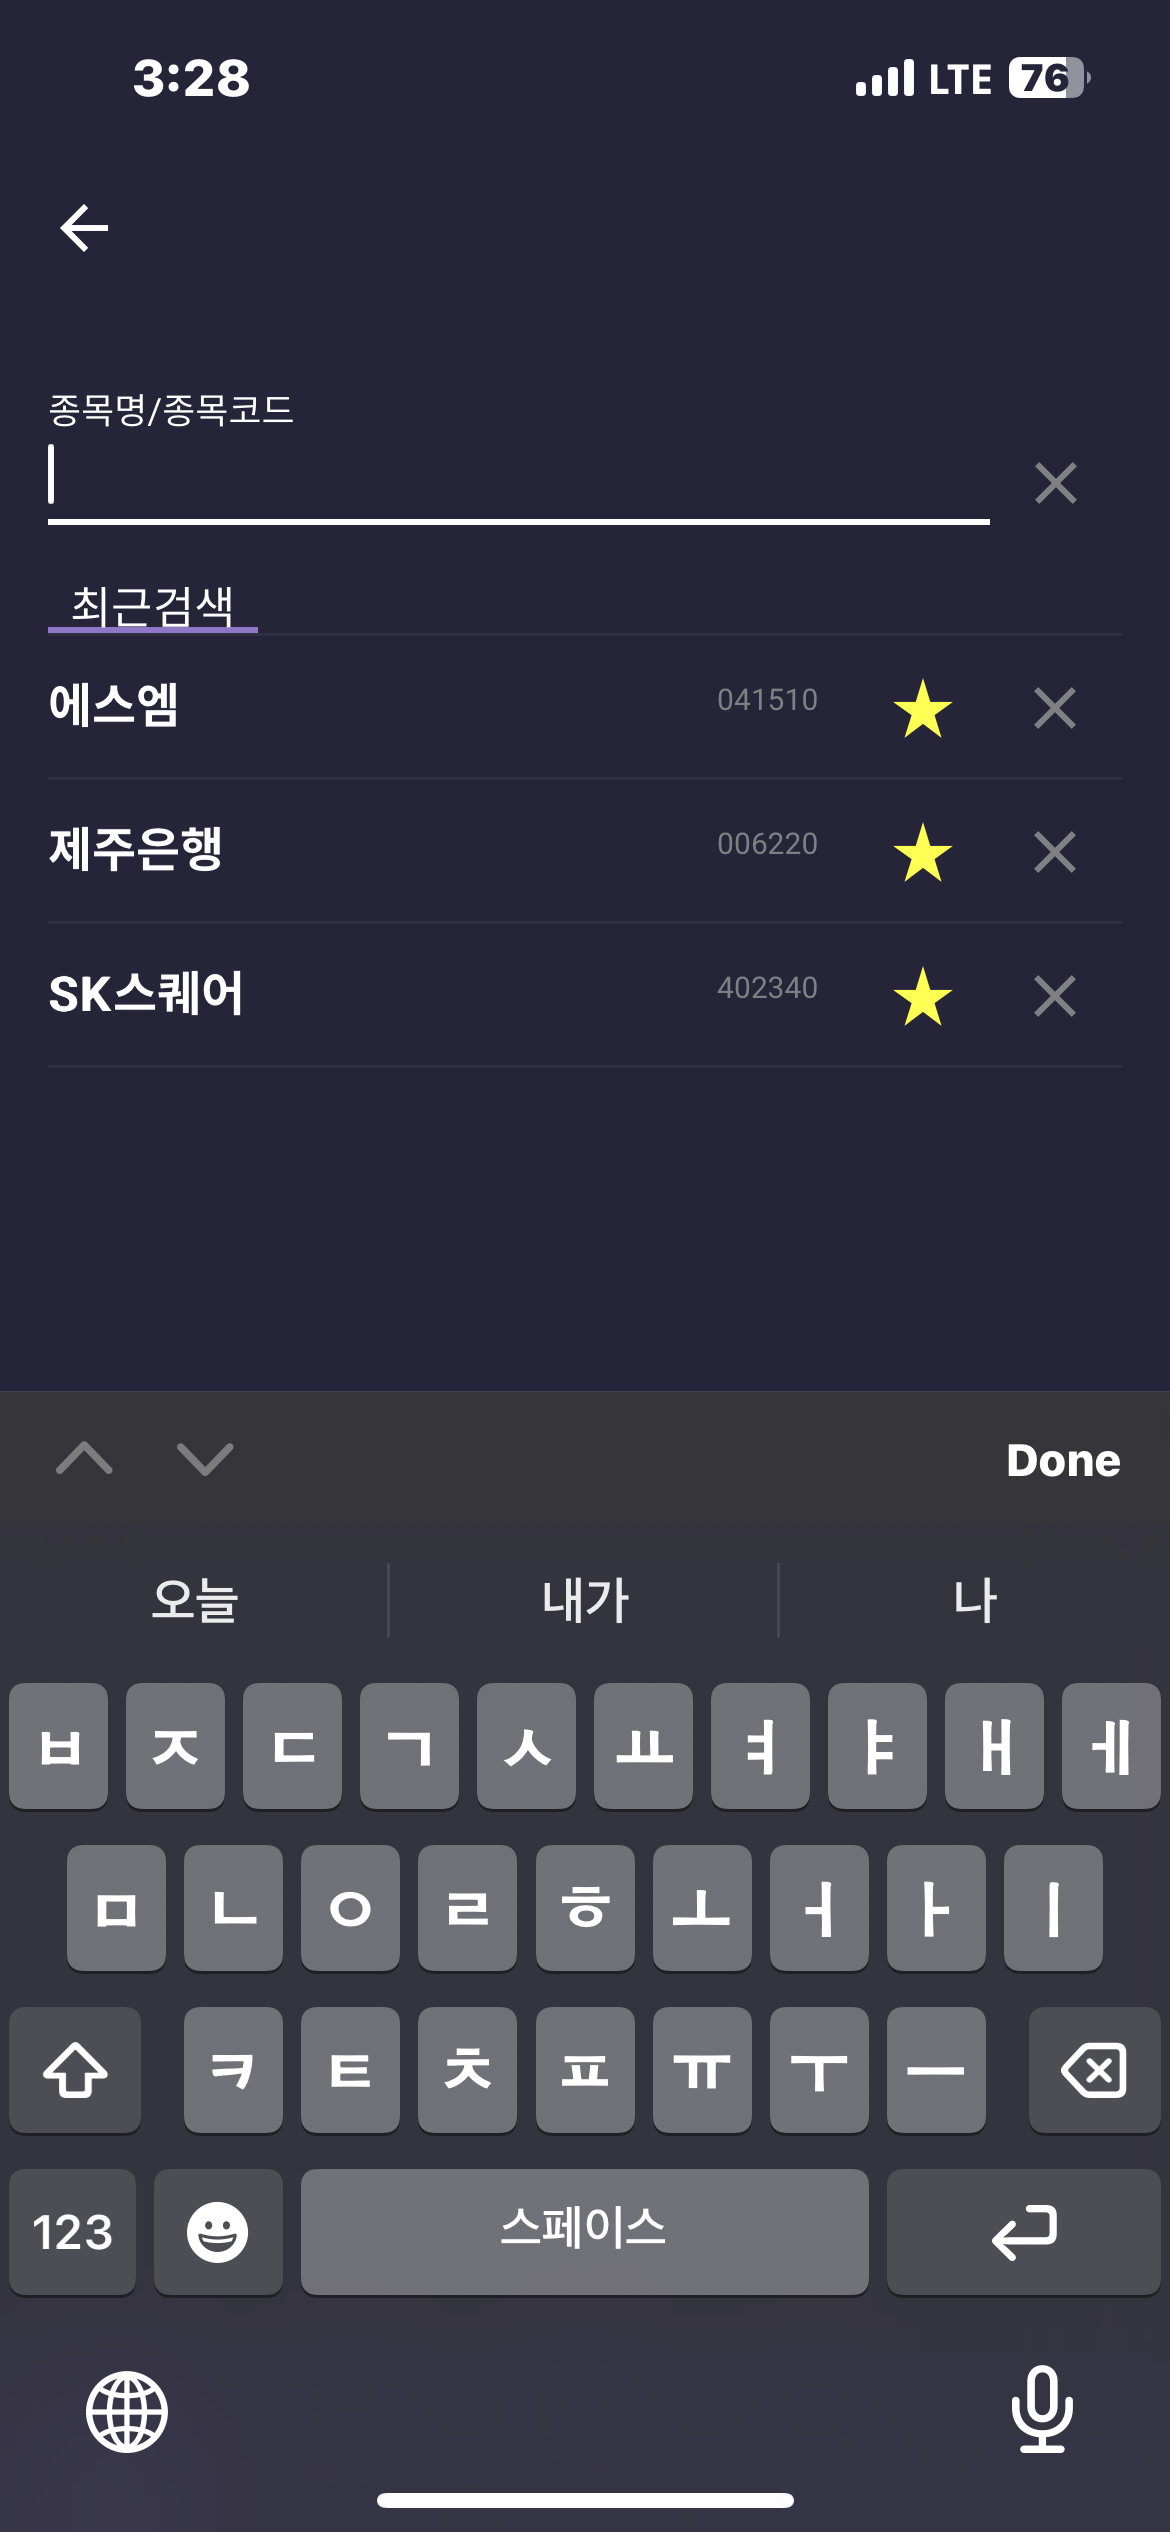 3:28 LTE 76
종목명/종목코드
최근검색
에스엠 041510
제주은행 006220
SK스퀘어 402340
Done
오늘 내가 나
ㅂ ㅈ ㄷ ㄱ ㅅ ㅛ ㅕ ㅑ ㅐ ㅔ
ㅁ ㄴ ㅇ ㄹ ㅎ ㅗ ㅓ ㅏ ㅣ
ㅋ ㅌ ㅊ ㅍ ㅠ ㅜ ㅡ
123 스페이스